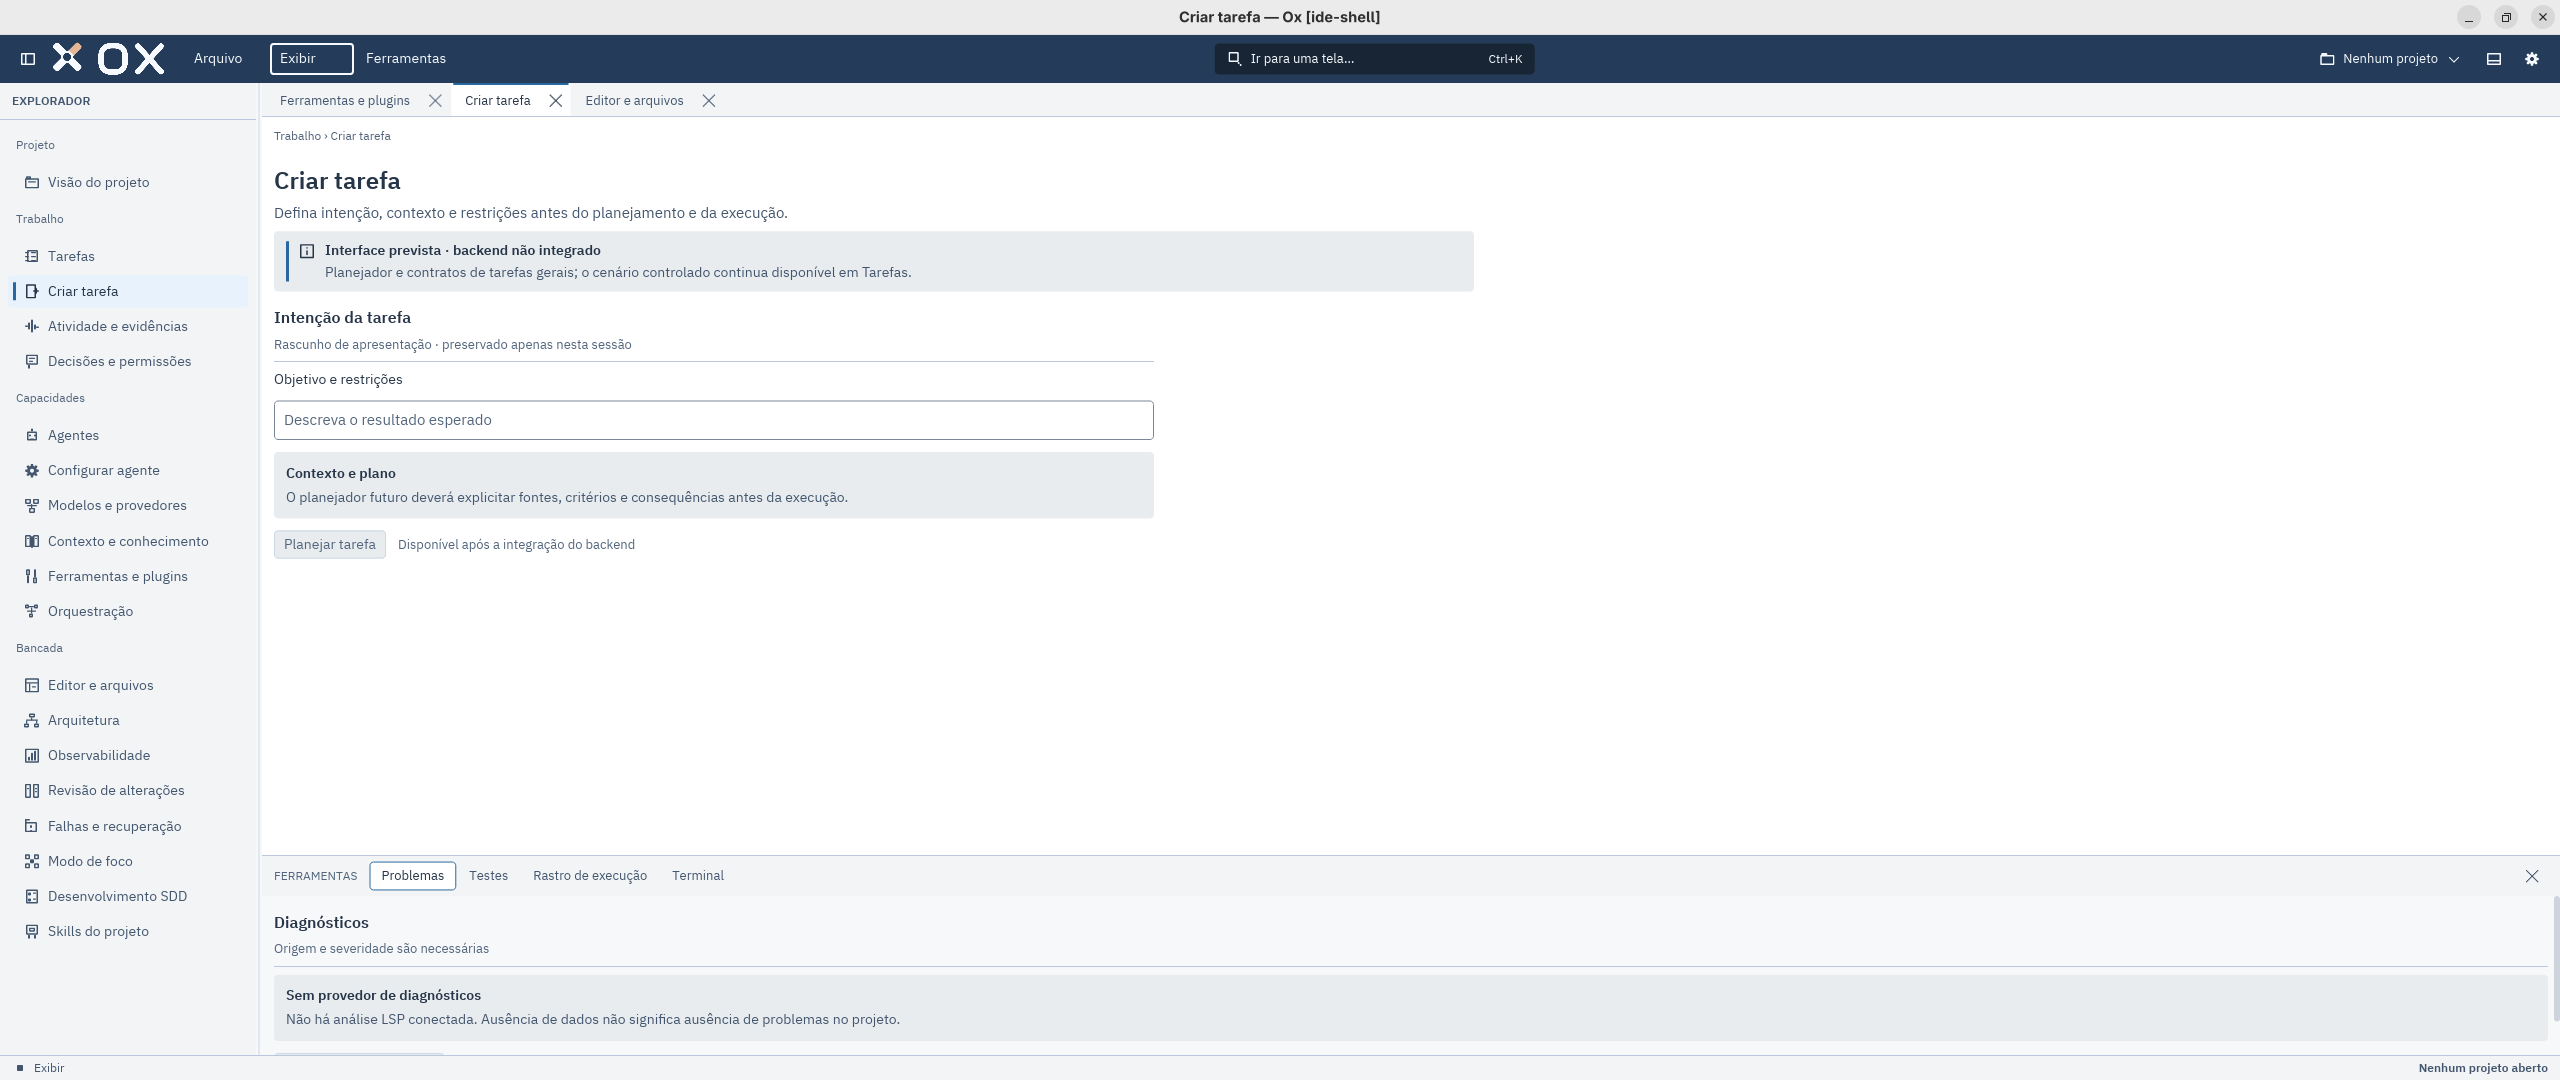 Criar tarefa — Ox [ide-shell]
OX
Arquivo
Exibir
Ferramentas
Ir para uma tela...
Ctrl+K
Nenhum projeto
EXPLORADOR
Projeto
Visão do projeto
Trabalho
Tarefas
Criar tarefa
Atividade e evidências
Decisões e permissões
Capacidades
Agentes
Configurar agente
Modelos e provedores
Contexto e conhecimento
Ferramentas e plugins
Orquestração
Bancada
Editor e arquivos
Arquitetura
Observabilidade
Revisão de alterações
Falhas e recuperação
Modo de foco
Desenvolvimento SDD
Skills do projeto
Ferramentas e plugins
Criar tarefa
Editor e arquivos
Trabalho › Criar tarefa
Criar tarefa
Defina intenção, contexto e restrições antes do planejamento e da execução.
Interface prevista · backend não integrado
Planejador e contratos de tarefas gerais; o cenário controlado continua disponível em Tarefas.
Intenção da tarefa
Rascunho de apresentação · preservado apenas nesta sessão
Objetivo e restrições
Descreva o resultado esperado
Contexto e plano
O planejador futuro deverá explicitar fontes, critérios e consequências antes da execução.
Planejar tarefa
Disponível após a integração do backend
FERRAMENTAS
Problemas
Testes
Rastro de execução
Terminal
Diagnósticos
Origem e severidade são necessárias
Sem provedor de diagnósticos
Não há análise LSP conectada. Ausência de dados não significa ausência de problemas no projeto.
Exibir
Nenhum projeto aberto